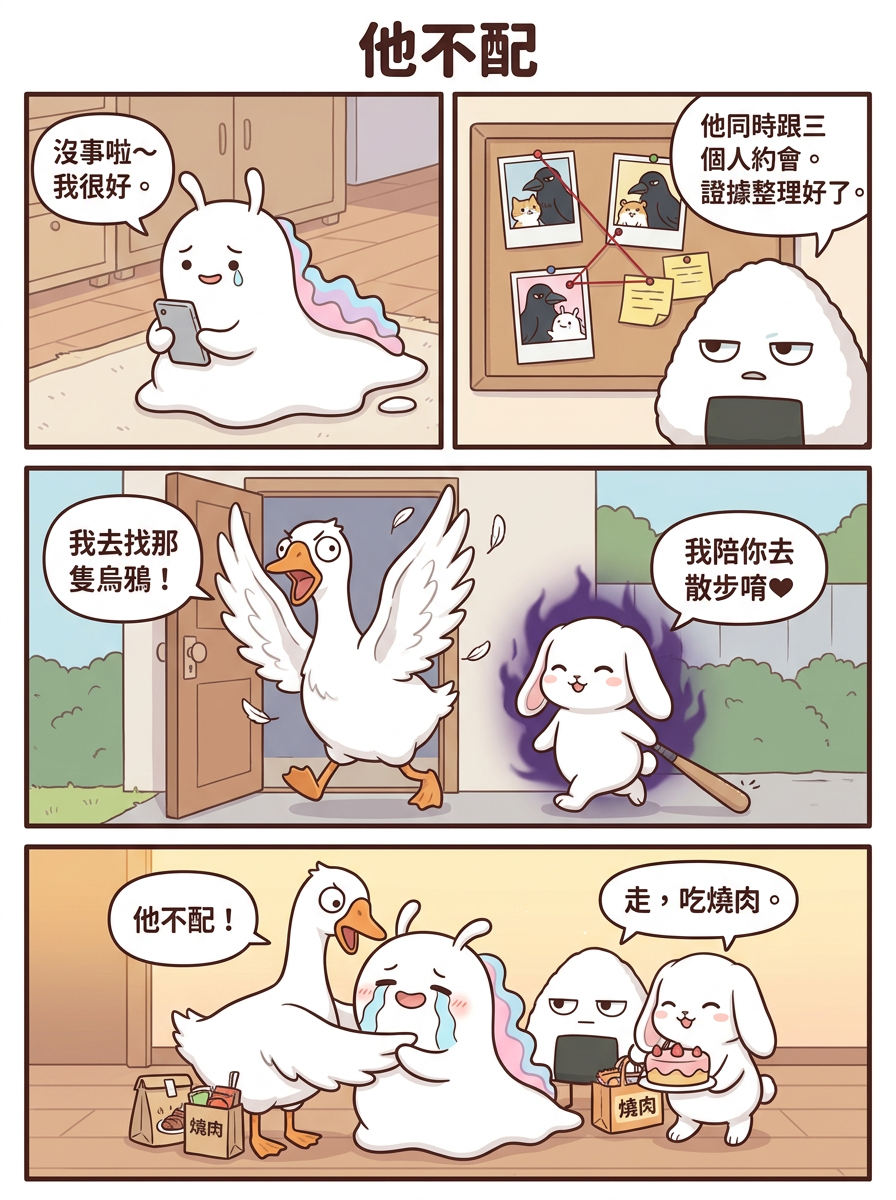 他不配
沒事啦～
我很好。
他同時跟三
個人約會。
證據整理好了。
我去找那
隻烏鴉！
我陪你去
散步唷♥
他不配！
走，吃燒肉。
燒肉
燒肉